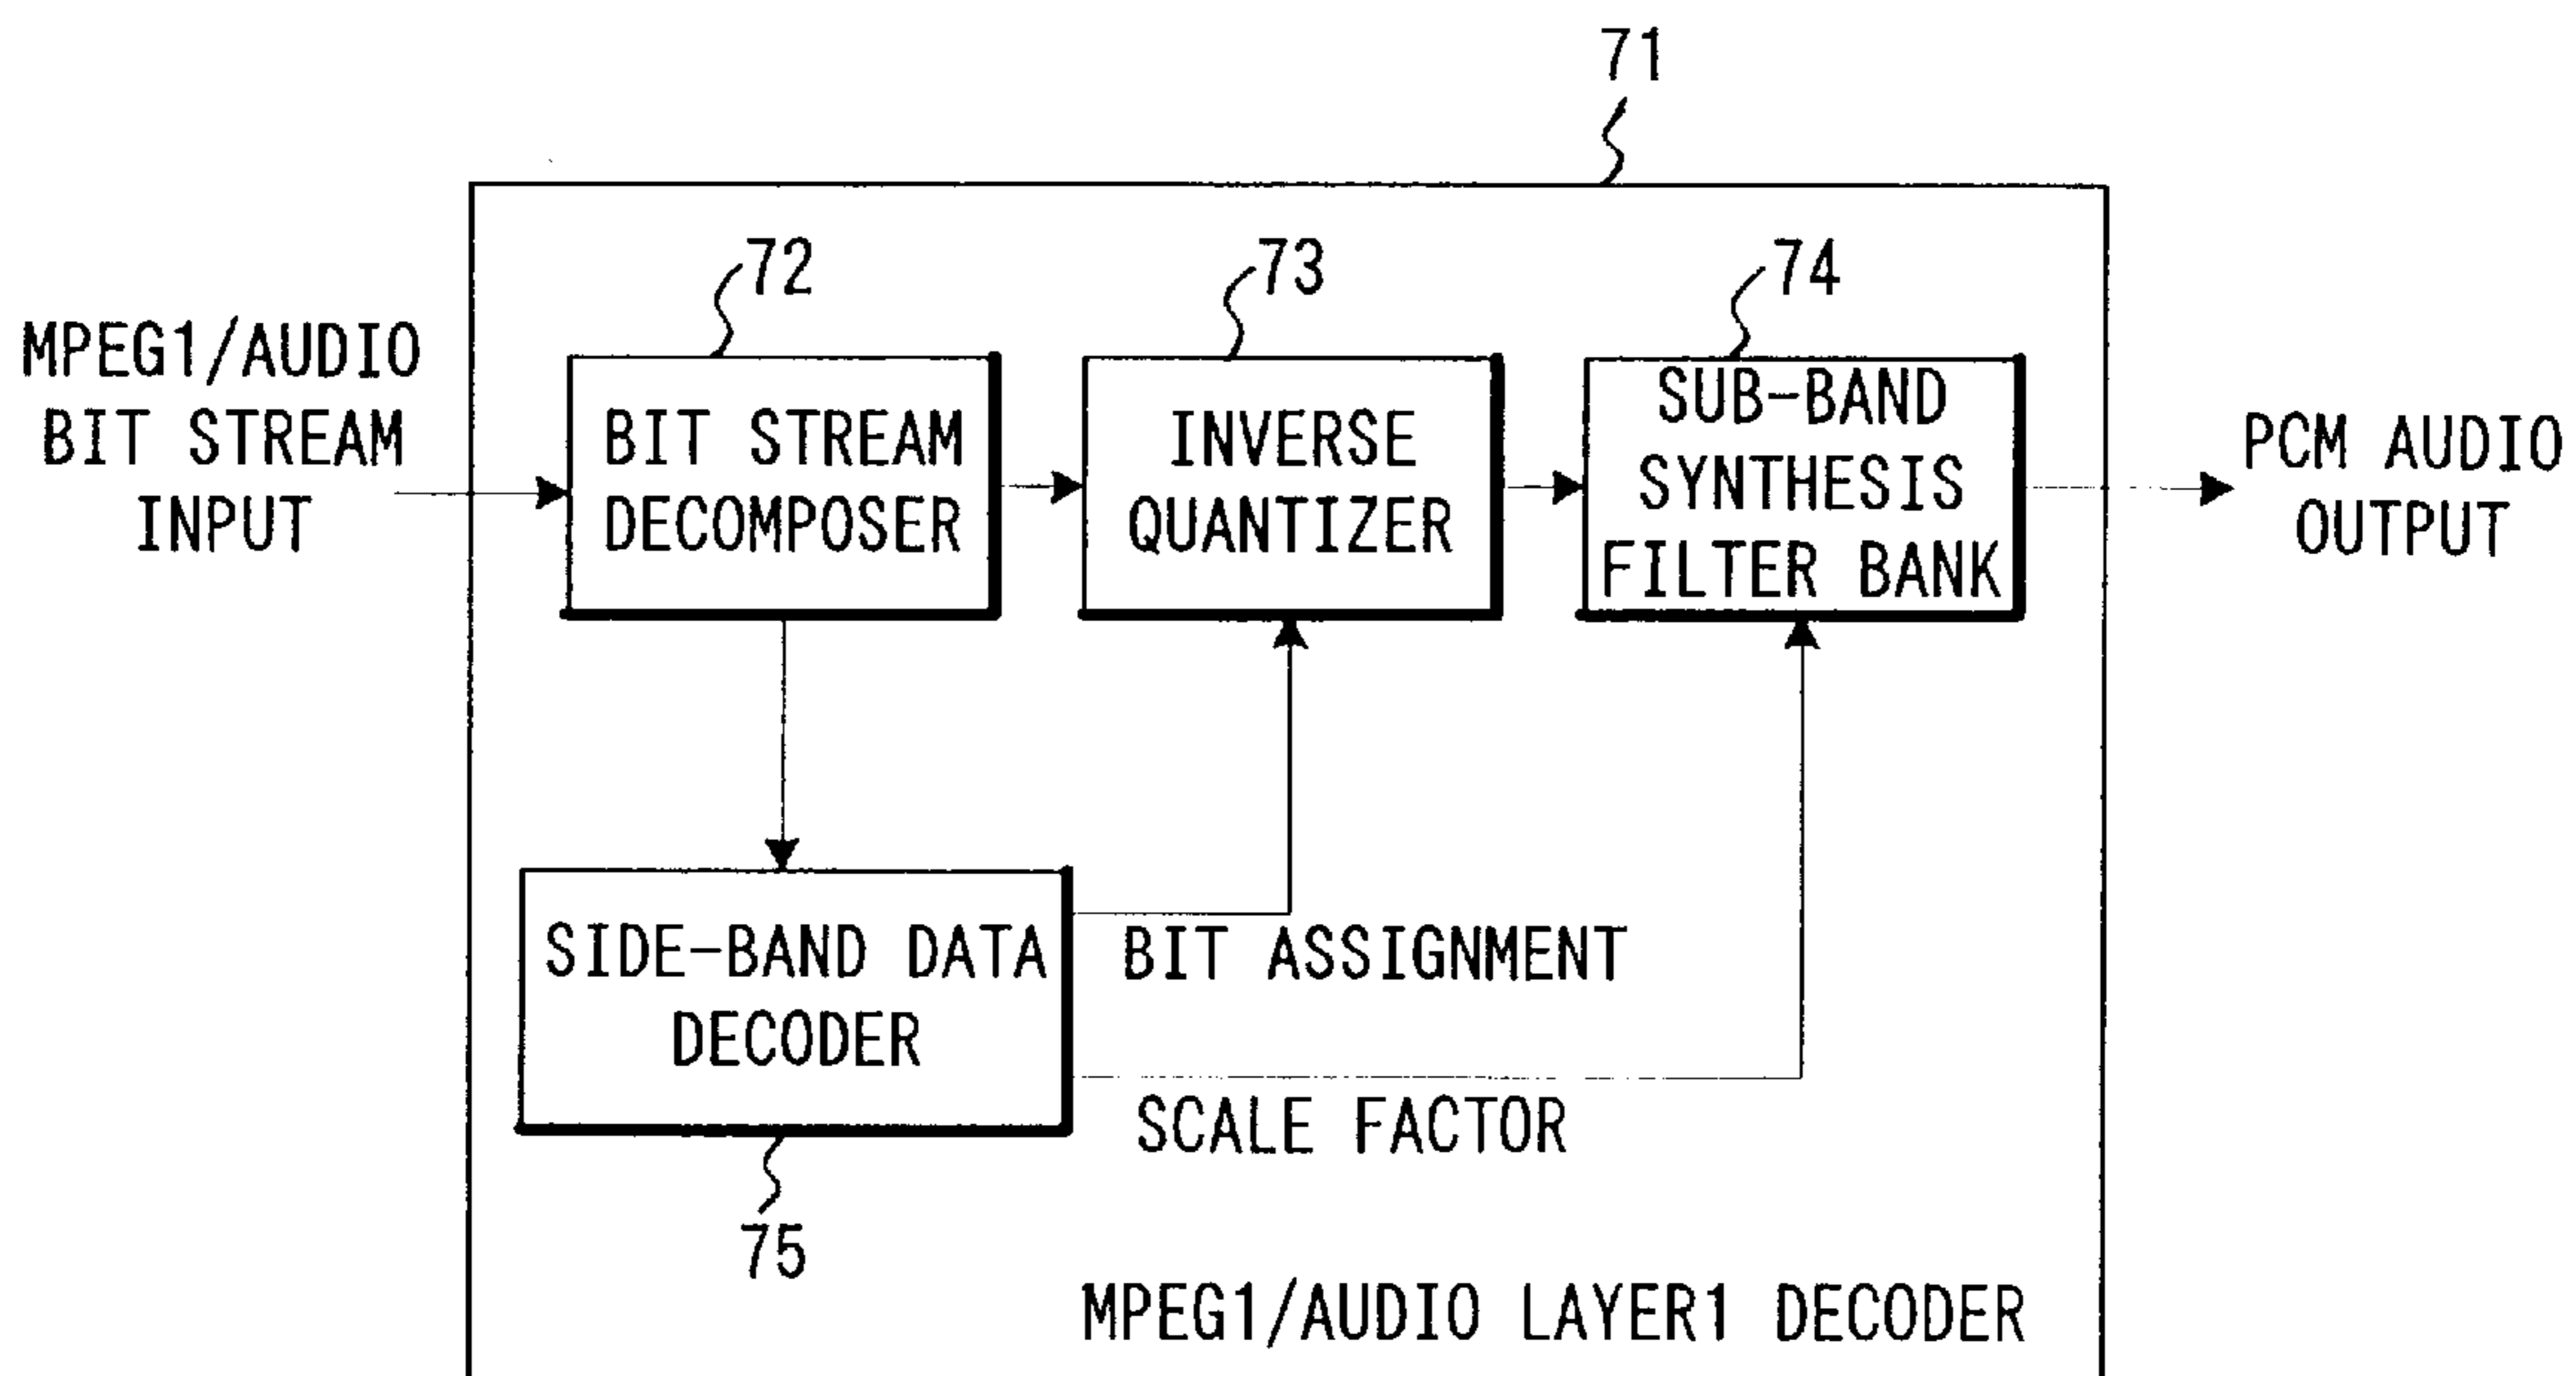 71
72
73
74
MPEG1/AUDIO
BIT STREAM
INPUT
BIT STREAM
DECOMPOSER
INVERSE
QUANTIZER
SUB-BAND
SYNTHESIS
FILTER BANK
PCM AUDIO
OUTPUT
SIDE-BAND DATA
DECODER
BIT ASSIGNMENT
SCALE FACTOR
75
MPEG1/AUDIO LAYER1 DECODER